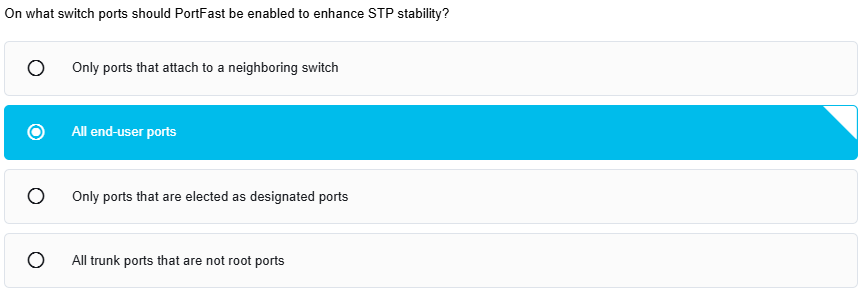 On what switch ports should PortFast be enabled to enhance STP stability?
Only ports that attach to a neighboring switch
All end-user ports
Only ports that are elected as designated ports
All trunk ports that are not root ports